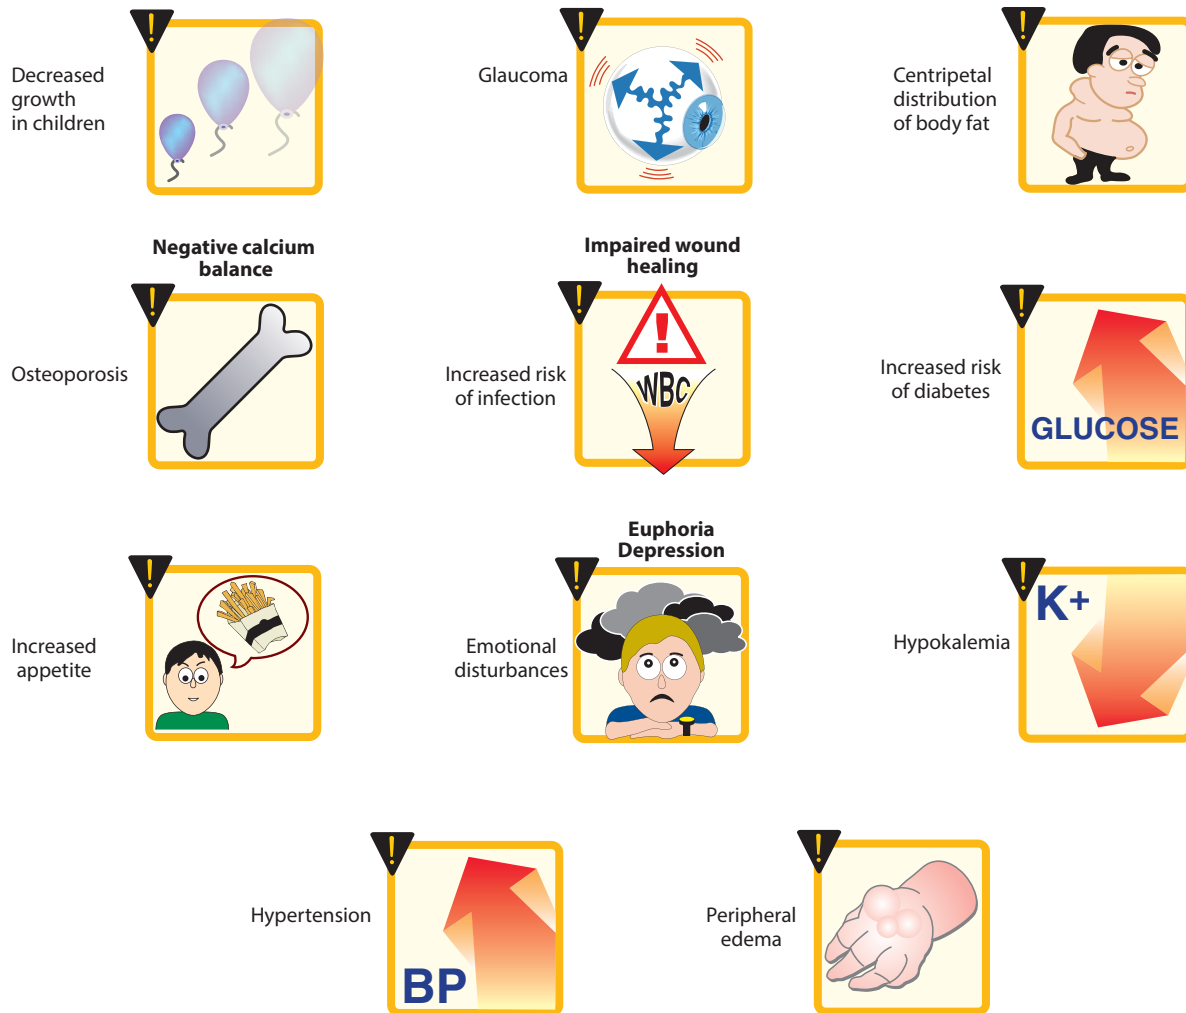 Decreased
growth
in children
!
Glaucoma
!
Centripetal
distribution
of body fat
!
Negative calcium
balance
Osteoporosis
!
Impaired wound
healing
Increased risk
of infection
!
!
WBC
Increased risk
of diabetes
!
GLUCOSE
Increased
appetite
!
Euphoria
Depression
Emotional
disturbances
!
Hypokalemia
!
K+
Hypertension
!
BP
Peripheral
edema
!